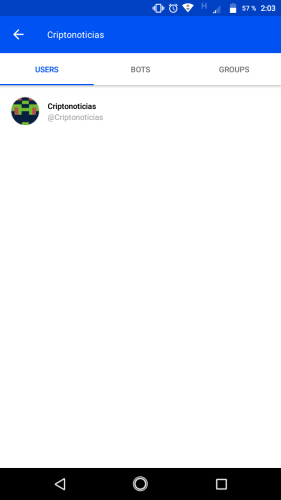 H 57 % 2:03
Criptonoticias
USERS BOTS GROUPS
Criptonoticias
@Criptonoticias